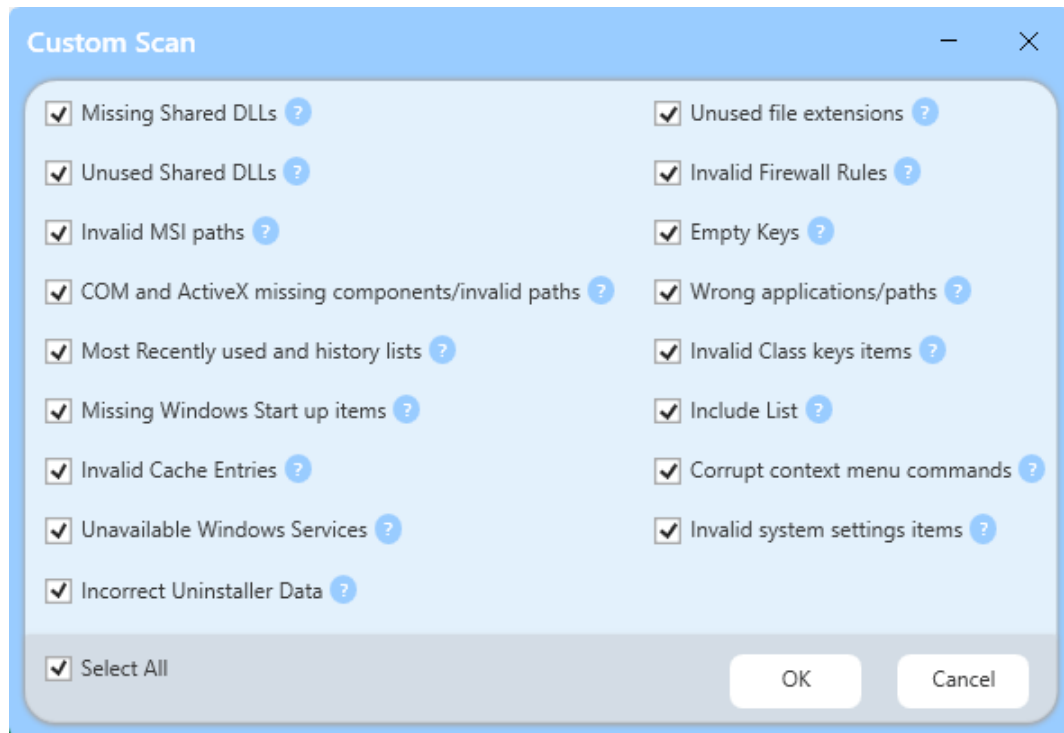 Custom Scan
Missing Shared DLLs ?
Unused Shared DLLs ?
Invalid MSI paths ?
COM and ActiveX missing components/invalid paths ?
Most Recently used and history lists ?
Missing Windows Start up items ?
Invalid Cache Entries ?
Unavailable Windows Services ?
Incorrect Uninstaller Data ?
Unused file extensions ?
Invalid Firewall Rules ?
Empty Keys ?
Wrong applications/paths ?
Invalid Class keys items ?
Include List ?
Corrupt context menu commands ?
Invalid system settings items ?
Select All
OK
Cancel